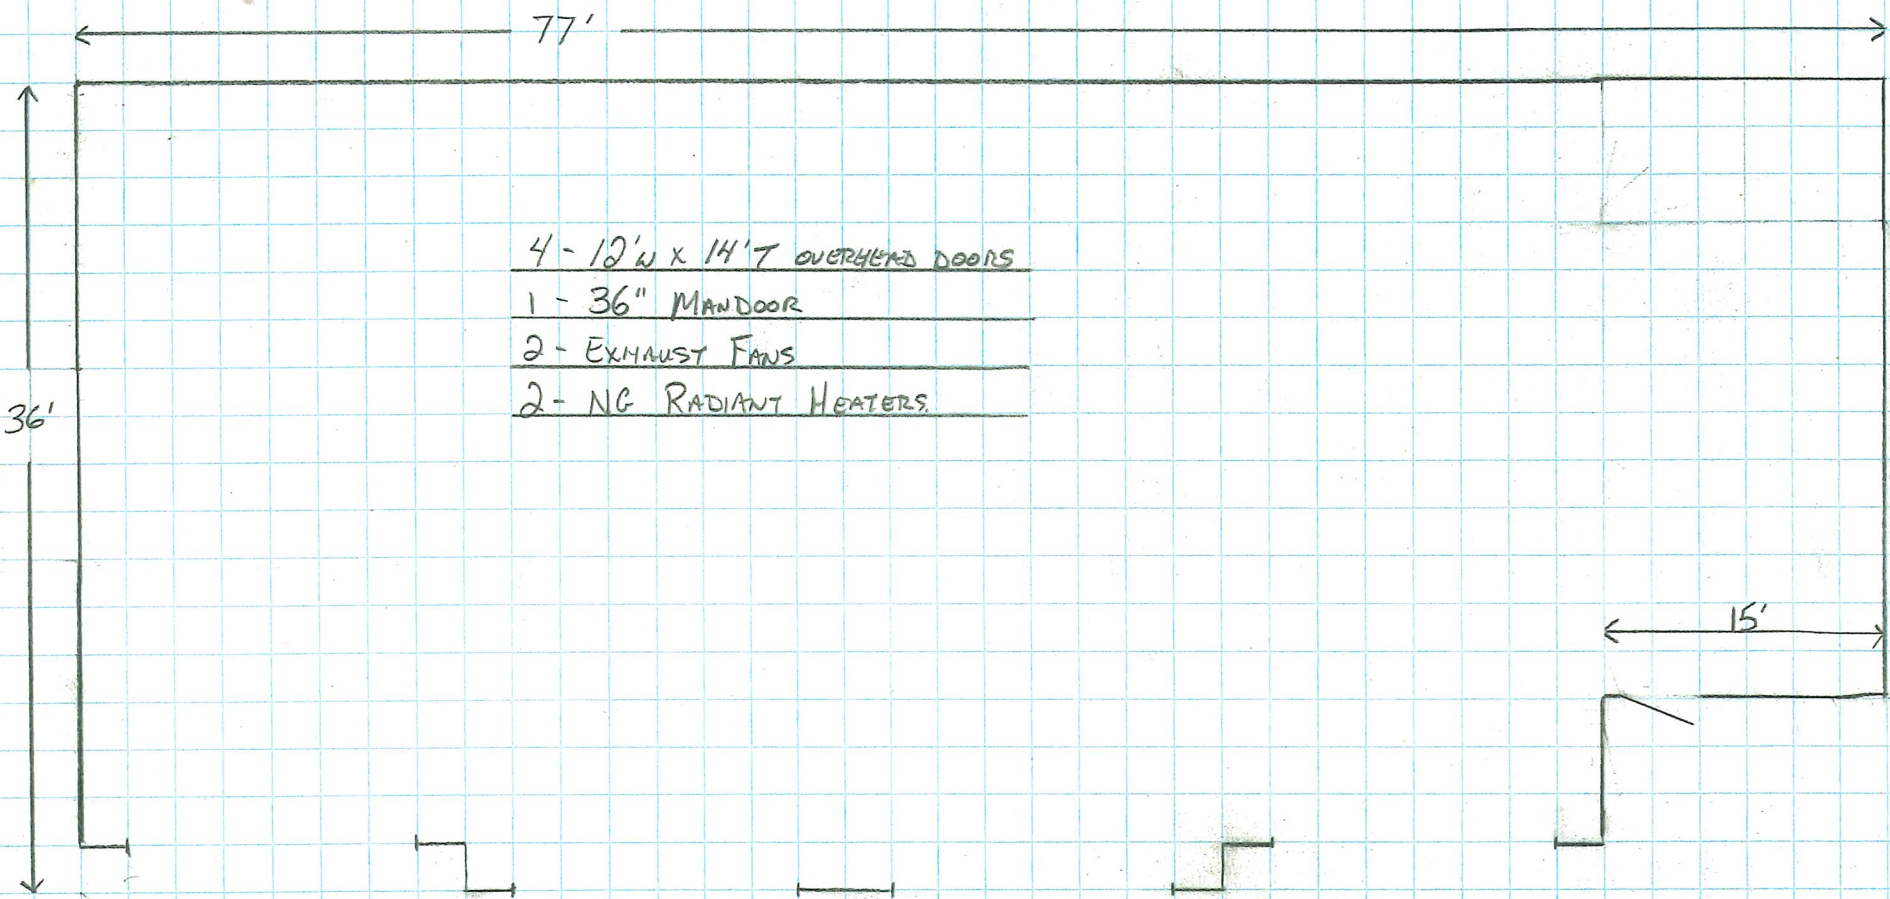 77'
4 - 12'W X 14'T OVERHEAD DOORS
1 - 36" MANDOOR
2 - EXHAUST FANS
2 - NG RADIANT HEATERS.
36'
15'